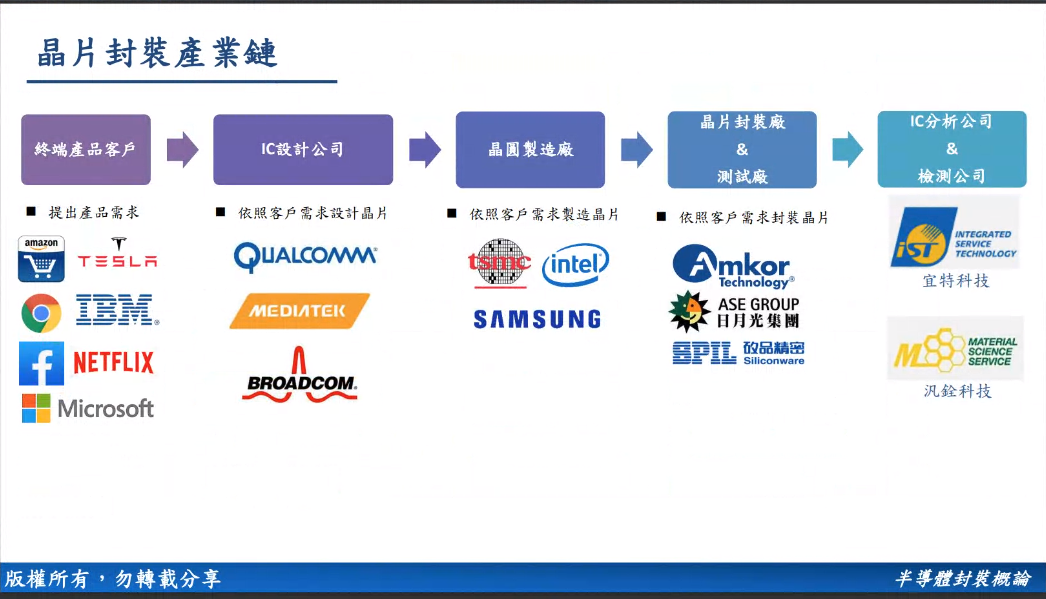 晶片封裝產業鏈
終端產品客戶
IC設計公司
晶圓製造廠
晶片封裝廠
&
測試廠
IC分析公司
&
檢測公司
■ 提出產品需求
■ 依照客戶需求設計晶片
■ 依照客戶需求製造晶片
■ 依照客戶需求封裝晶片
amazon
TESLA
IBM
NETFLIX
Microsoft
QUALCOMM
MEDIATEK
BROADCOM
tsmc
intel
SAMSUNG
Amkor
Technology
ASE GROUP
日月光集團
SPIL 矽品精密
Siliconware
iST
INTEGRATED
SERVICE
TECHNOLOGY
宜特科技
MSS
MATERIAL
SCIENCE
SERVICE
汎銓科技
版權所有，勿轉載分享
半導體封裝概論